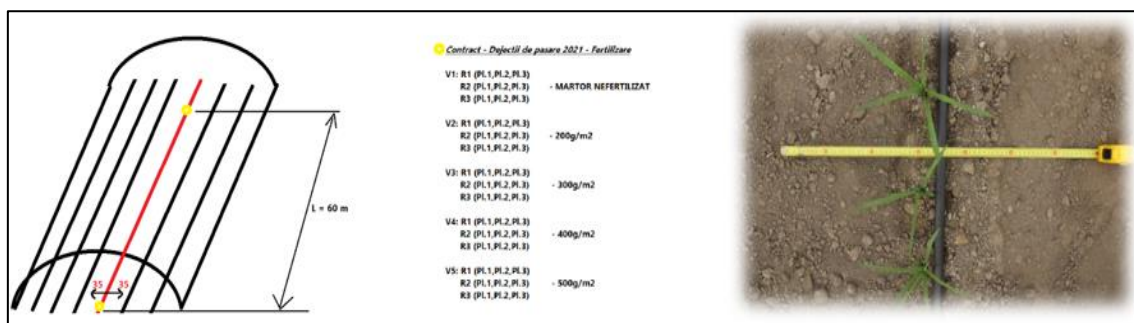 35 35
L = 60 m
Contract - Dejectii de pasare 2021 - Fertilizare
V1: R1 (Pl.1,Pl.2,Pl.3)
R2 (Pl.1,Pl.2,Pl.3) - MARTOR NEFERTILIZAT
R3 (Pl.1,Pl.2,Pl.3)
V2: R1 (Pl.1,Pl.2,Pl.3)
R2 (Pl.1,Pl.2,Pl.3) - 200g/m2
R3 (Pl.1,Pl.2,Pl.3)
V3: R1 (Pl.1,Pl.2,Pl.3)
R2 (Pl.1,Pl.2,Pl.3) - 300g/m2
R3 (Pl.1,Pl.2,Pl.3)
V4: R1 (Pl.1,Pl.2,Pl.3)
R2 (Pl.1,Pl.2,Pl.3) - 400g/m2
R3 (Pl.1,Pl.2,Pl.3)
V5: R1 (Pl.1,Pl.2,Pl.3)
R2 (Pl.1,Pl.2,Pl.3) - 500g/m2
R3 (Pl.1,Pl.2,Pl.3)